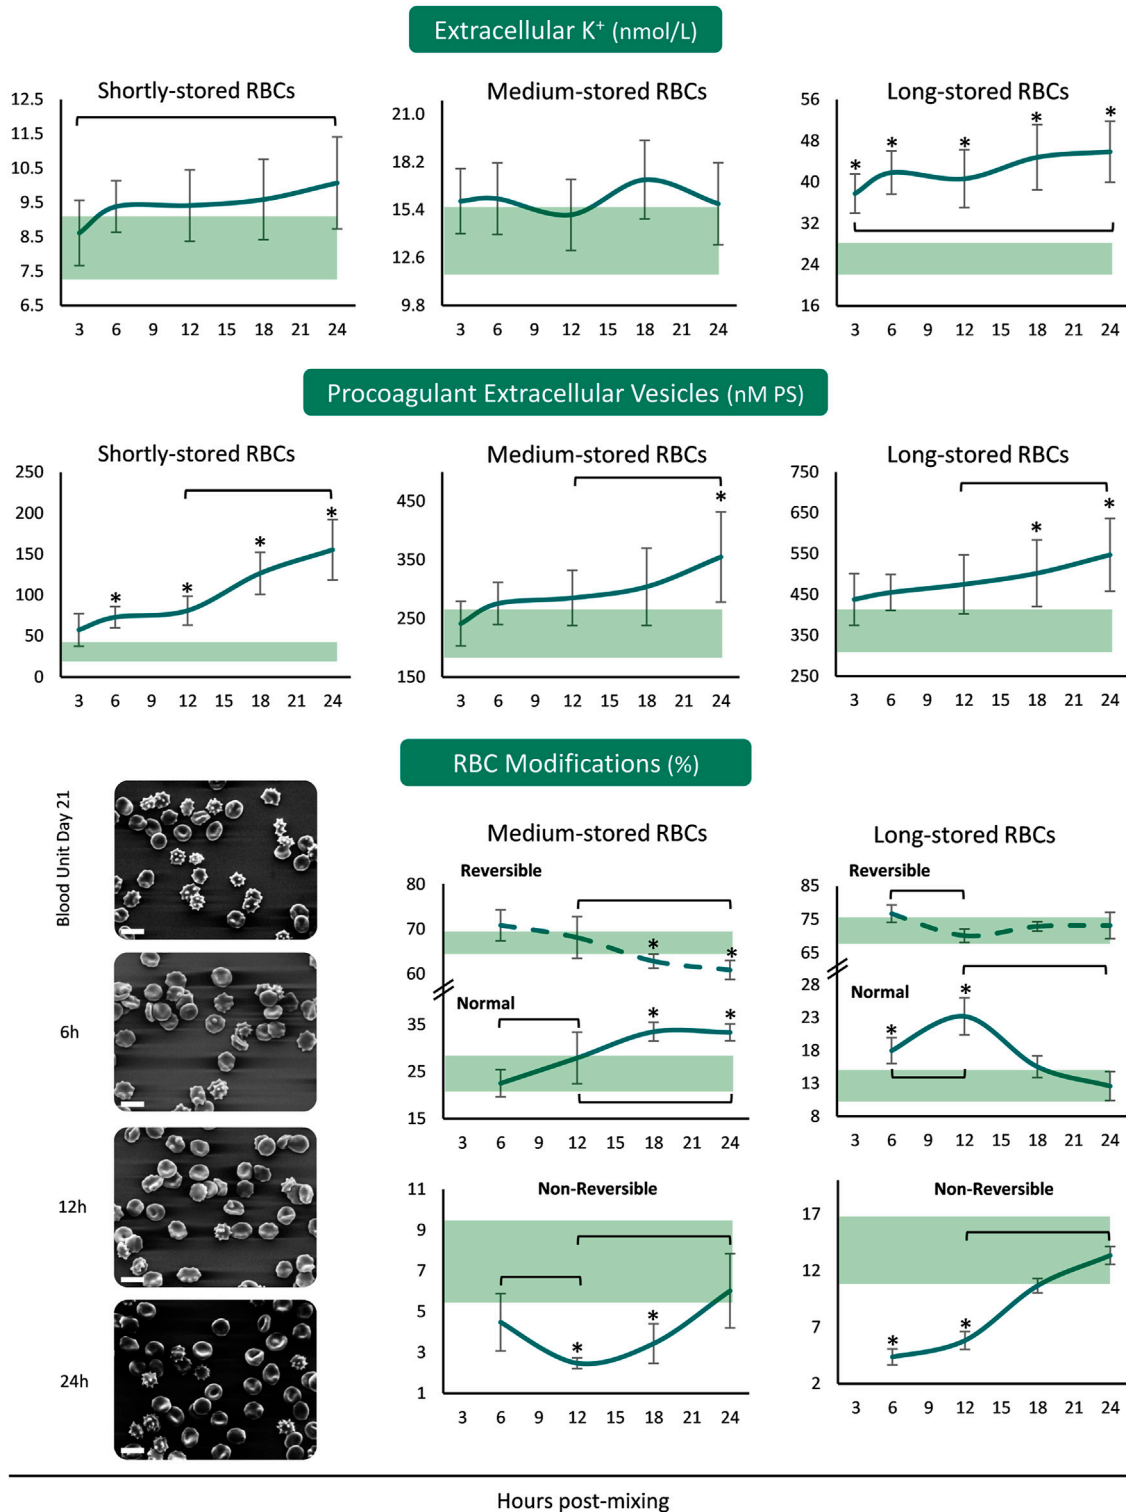 Extracellular K⁺ (nmol/L)
Shortly-stored RBCs
Medium-stored RBCs
Long-stored RBCs
12.5
11.5
10.5
9.5
8.5
7.5
6.5
3 6 9 12 15 18 21 24
21.0
18.2
15.4
12.6
9.8
3 6 9 12 15 18 21 24
56
48
40
32
24
16
* * * * *
3 6 9 12 15 18 21 24
Procoagulant Extracellular Vesicles (nM PS)
Shortly-stored RBCs
Medium-stored RBCs
Long-stored RBCs
250
200
150
100
50
0
* * * *
3 6 9 12 15 18 21 24
450
350
250
150
*
3 6 9 12 15 18 21 24
750
650
550
450
350
250
* *
3 6 9 12 15 18 21 24
RBC Modifications (%)
Blood Unit Day 21
6h
12h
24h
Medium-stored RBCs
Reversible
80
70
60
* *
Normal
35
25
15
* *
3 6 9 12 15 18 21 24
Long-stored RBCs
Reversible
85
75
65
Normal
28
23
18
13
8
* *
3 6 9 12 15 18 21 24
Non-Reversible
11
9
7
5
3
1
* *
3 6 9 12 15 18 21 24
Non-Reversible
17
12
7
2
* *
3 6 9 12 15 18 21 24
Hours post-mixing